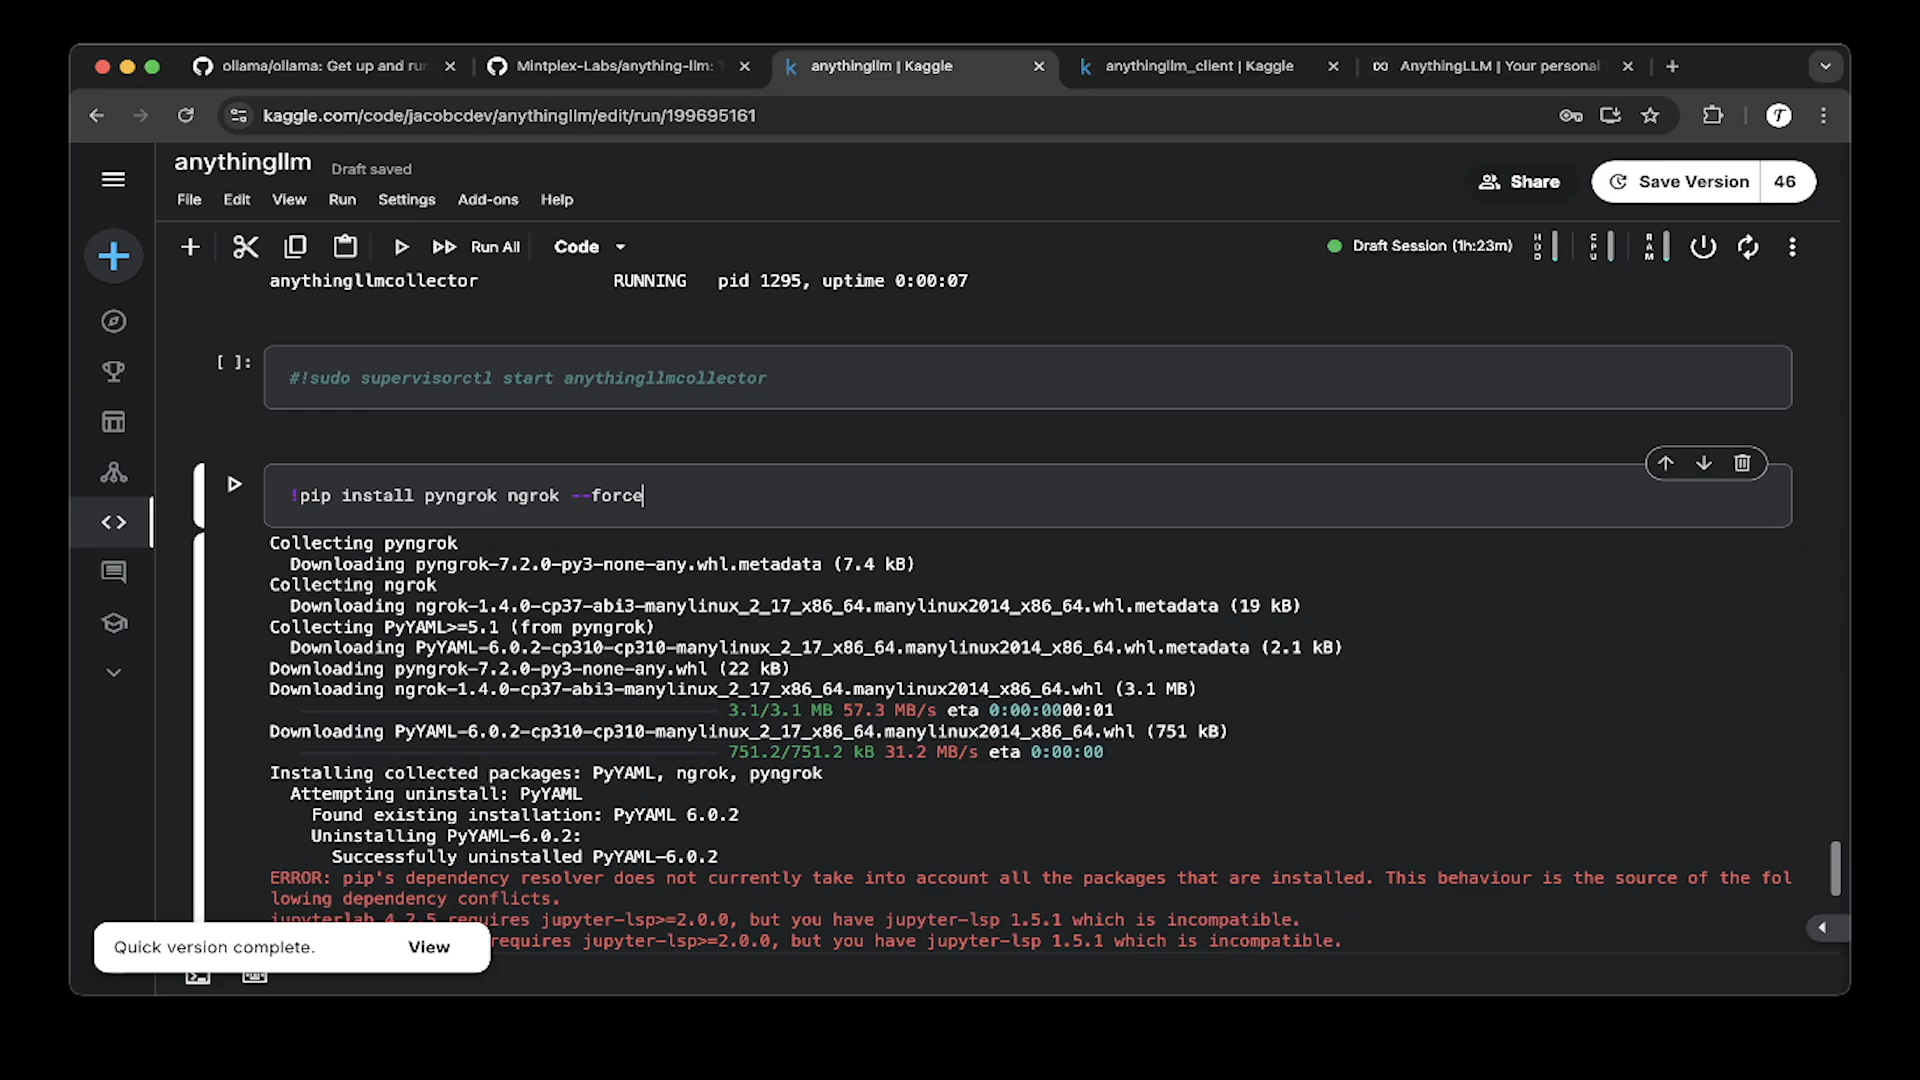 ollama/ollama: Get up and ru
Mintplex-Labs/anything-llm:
anythingllm | Kaggle
anythingllm_client | Kaggle
AnythingLLM | Your personal
kaggle.com/code/jacobcdev/anythingllm/edit/run/199695161
anythingllm
Draft saved
Share
Save Version
46
File
Edit
View
Run
Settings
Add-ons
Help
Run All
Code
Draft Session (1h:23m)
HDD
CPU
RAM
anythingllmcollector RUNNING pid 1295, uptime 0:00:07
[ ]:
#!sudo supervisorctl start anythingllmcollector
!pip install pyngrok ngrok --force
Collecting pyngrok
Downloading pyngrok-7.2.0-py3-none-any.whl.metadata (7.4 kB)
Collecting ngrok
Downloading ngrok-1.4.0-cp37-abi3-manylinux_2_17_x86_64.manylinux2014_x86_64.whl.metadata (19 kB)
Collecting PyYAML>=5.1 (from pyngrok)
Downloading PyYAML-6.0.2-cp310-cp310-manylinux_2_17_x86_64.manylinux2014_x86_64.whl.metadata (2.1 kB)
Downloading pyngrok-7.2.0-py3-none-any.whl (22 kB)
Downloading ngrok-1.4.0-cp37-abi3-manylinux_2_17_x86_64.manylinux2014_x86_64.whl (3.1 MB)
3.1/3.1 MB 57.3 MB/s eta 0:00:0000:01
Downloading PyYAML-6.0.2-cp310-cp310-manylinux_2_17_x86_64.manylinux2014_x86_64.whl (751 kB)
751.2/751.2 kB 31.2 MB/s eta 0:00:00
Installing collected packages: PyYAML, ngrok, pyngrok
Attempting uninstall: PyYAML
Found existing installation: PyYAML 6.0.2
Uninstalling PyYAML-6.0.2:
Successfully uninstalled PyYAML-6.0.2
ERROR: pip's dependency resolver does not currently take into account all the packages that are installed. This behaviour is the source of the fol
lowing dependency conflicts.
jupyterlab 4.2.5 requires jupyter-lsp>=2.0.0, but you have jupyter-lsp 1.5.1 which is incompatible.
requires jupyter-lsp>=2.0.0, but you have jupyter-lsp 1.5.1 which is incompatible.
Quick version complete.
View